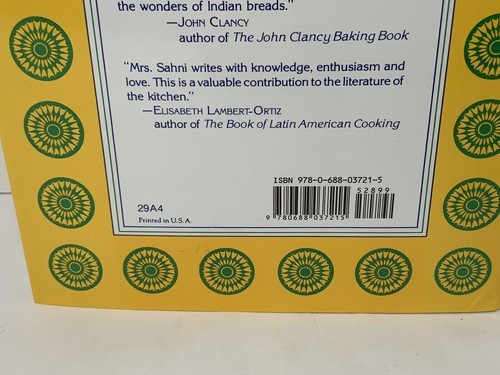 the wonders of Indian breads."
—JOHN CLANCY
author of The John Clancy Baking Book
"Mrs. Sahni writes with knowledge, enthusiasm and
love. This is a valuable contribution to the literature of
the kitchen."
—ELISABETH LAMBERT-ORTIZ
author of The Book of Latin American Cooking
ISBN 978-0-688-03721-5
52899
9 780688 037215
29A4
Printed in U.S.A.